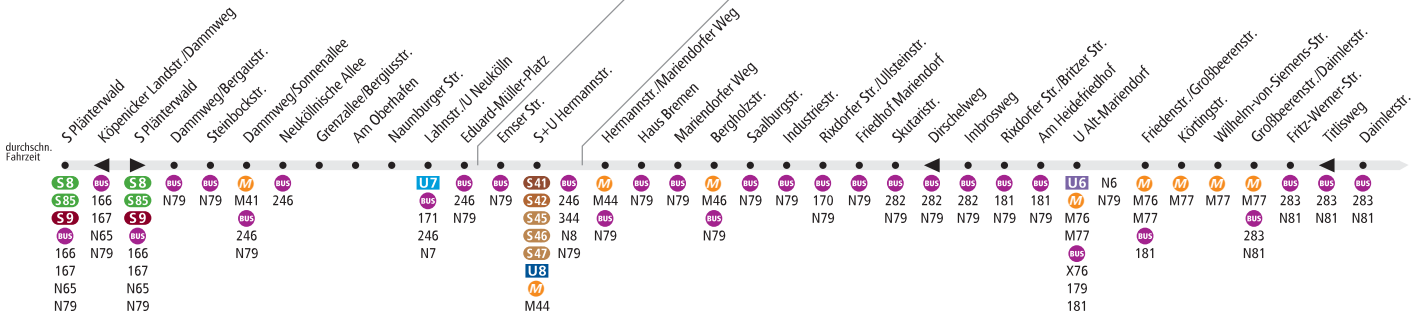 durchschn.
Fahrzeit
S Plänterwald
Köpenicker Landstr./Dammweg
S Plänterwald
Dammweg/Bergaustr.
Steinbockstr.
Dammweg/Sonnenallee
Neuköllnische Allee
Grenzallee/Bergiusstr.
Am Oberhafen
Naumburger Str.
Lahnstr./U Neukölln
Eduard-Müller-Platz
Emser Str.
S+U Hermannstr.
Hermannstr./Mariendorfer Weg
Haus Bremen
Mariendorfer Weg
Bergholzstr.
Saalburgstr.
Industriestr.
Rixdorfer Str./Ullsteinstr.
Friedhof Mariendorf
Skutaristr.
Dirschelweg
Imbrosweg
Rixdorfer Str./Britzer Str.
Am Heidefriedhof
U Alt-Mariendorf
Friedenstr./Großbeerenstr.
Körtingstr.
Wilhelm-von-Siemens-Str.
Großbeerenstr./Daimlerstr.
Fritz-Werner-Str.
Titlisweg
Daimlerstr.
S8 BUS S8 BUS BUS M BUS U7 BUS BUS S41 BUS M BUS BUS M BUS BUS BUS BUS BUS BUS BUS BUS BUS U6 N6 M M M M BUS BUS BUS
S85 166 S85 N79 N79 M41 246 BUS 246 N79 S42 246 M44 N79 N79 M46 N79 N79 170 N79 282 282 282 181 181 M N79 M76 M77 M77 M77 283 283 283
S9 167 S9 BUS 171 N79 S45 344 BUS BUS N79 N79 N79 N79 N79 N79 M76 M77 BUS N81 N81 N81
BUS N65 BUS 246 246 S46 N8 N79 N79 M77 BUS 283
166 N79 166 N79 N7 S47 N79 BUS 181 N81
167 167 U8 X76
N65 N65 M 179
N79 N79 M44 181